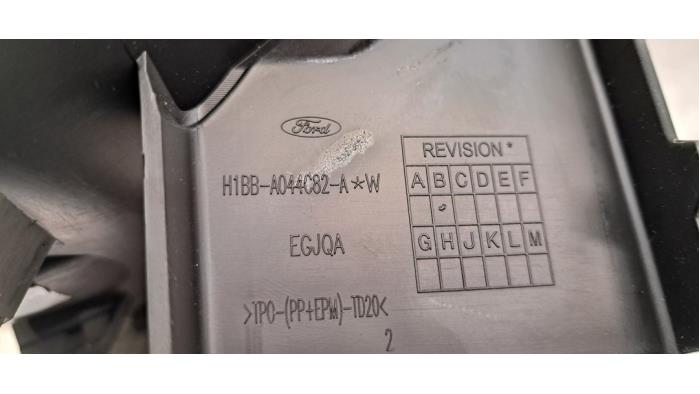 Ford
H1BB-A044C82-A*W
EGJQA
>TPO-(PP+EPM)-TD20<
2
REVISION*
A B C D E F
G H J K L M